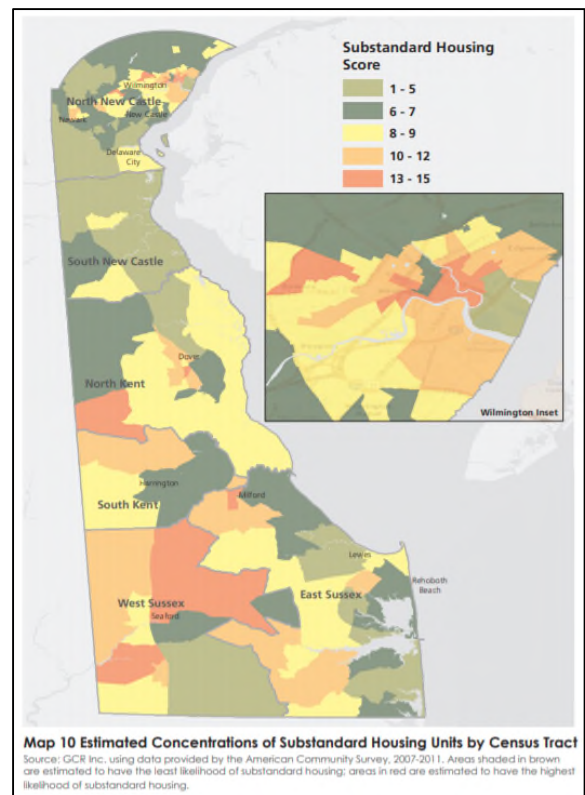 Substandard Housing
Score
1 - 5
6 - 7
8 - 9
10 - 12
13 - 15
Wilmington
North New Castle
Newark
New Castle
Delaware
City
South New Castle
Dover
North Kent
Wilmington Inset
Harrington
Milford
South Kent
Lewes
Rehoboth
Beach
East Sussex
West Sussex
Seaford
Map 10 Estimated Concentrations of Substandard Housing Units by Census Tract
Source: GCR Inc. using data provided by the American Community Survey, 2007-2011. Areas shaded in brown
are estimated to have the least likelihood of substandard housing; areas in red are estimated to have the highest
likelihood of substandard housing.